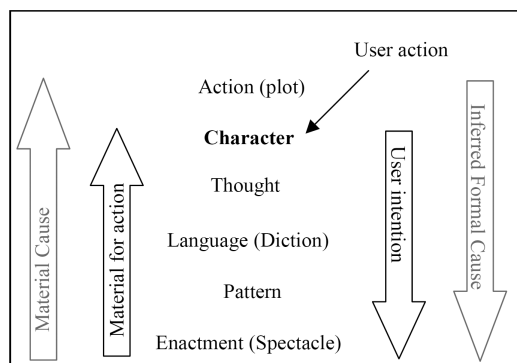 User action
Action (plot)
Character
Thought
Language (Diction)
Pattern
Enactment (Spectacle)
Material Cause
Material for action
User intention
Inferred Formal Cause